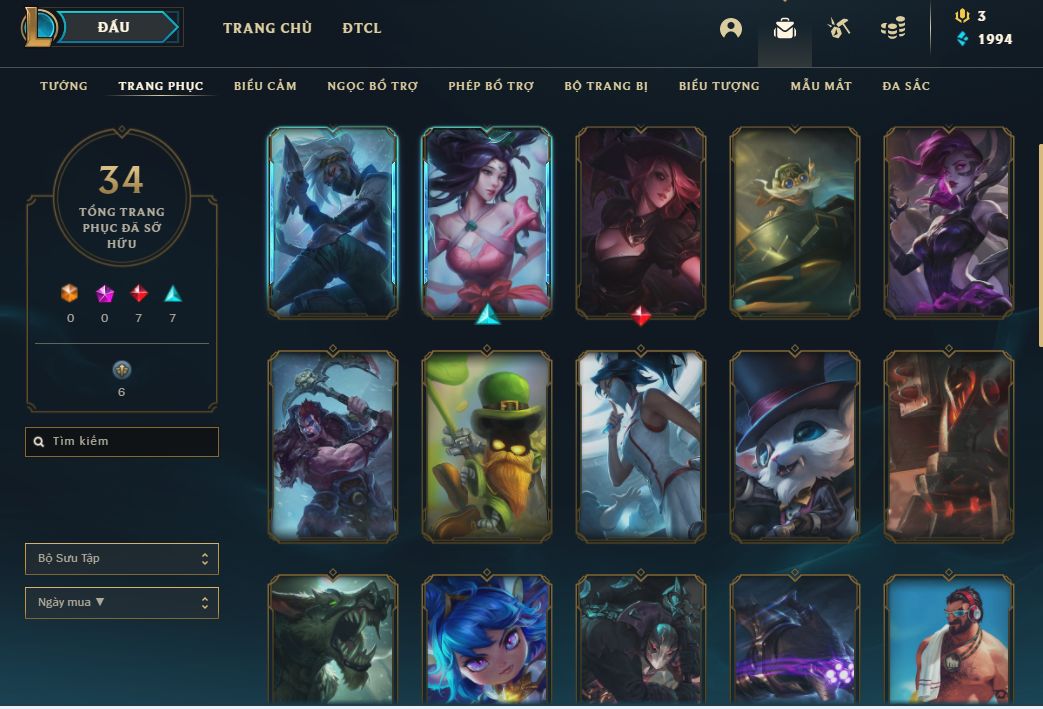 ĐẤU
TRANG CHỦ
ĐTCL
3
1994
TƯỚNG
TRANG PHỤC
BIỂU CẢM
NGỌC BỔ TRỢ
PHÉP BỔ TRỢ
BỘ TRANG BỊ
BIỂU TƯỢNG
MẪU MẮT
ĐA SẮC
34
TỔNG TRANG
PHỤC ĐÃ SỞ
HỮU
0
0
7
7
6
Tìm kiếm
Bộ Sưu Tập
Ngày mua ▼